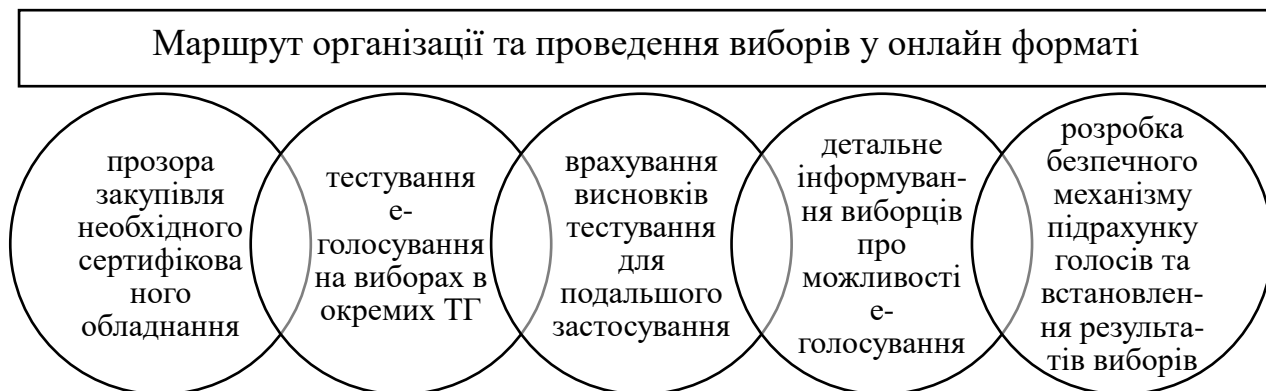 Маршрут організації та проведення виборів у онлайн форматі
прозора
закупівля
необхідного
сертифікова
ного
обладнання
тестування
е-
голосування
на виборах в
окремих ТГ
врахування
висновків
тестування
для
подальшого
застосування
детальне
інформуван-
ня виборців
про
можливості
е-
голосування
розробка
безпечного
механізму
підрахунку
голосів та
встановлен-
ня результа-
тів виборів